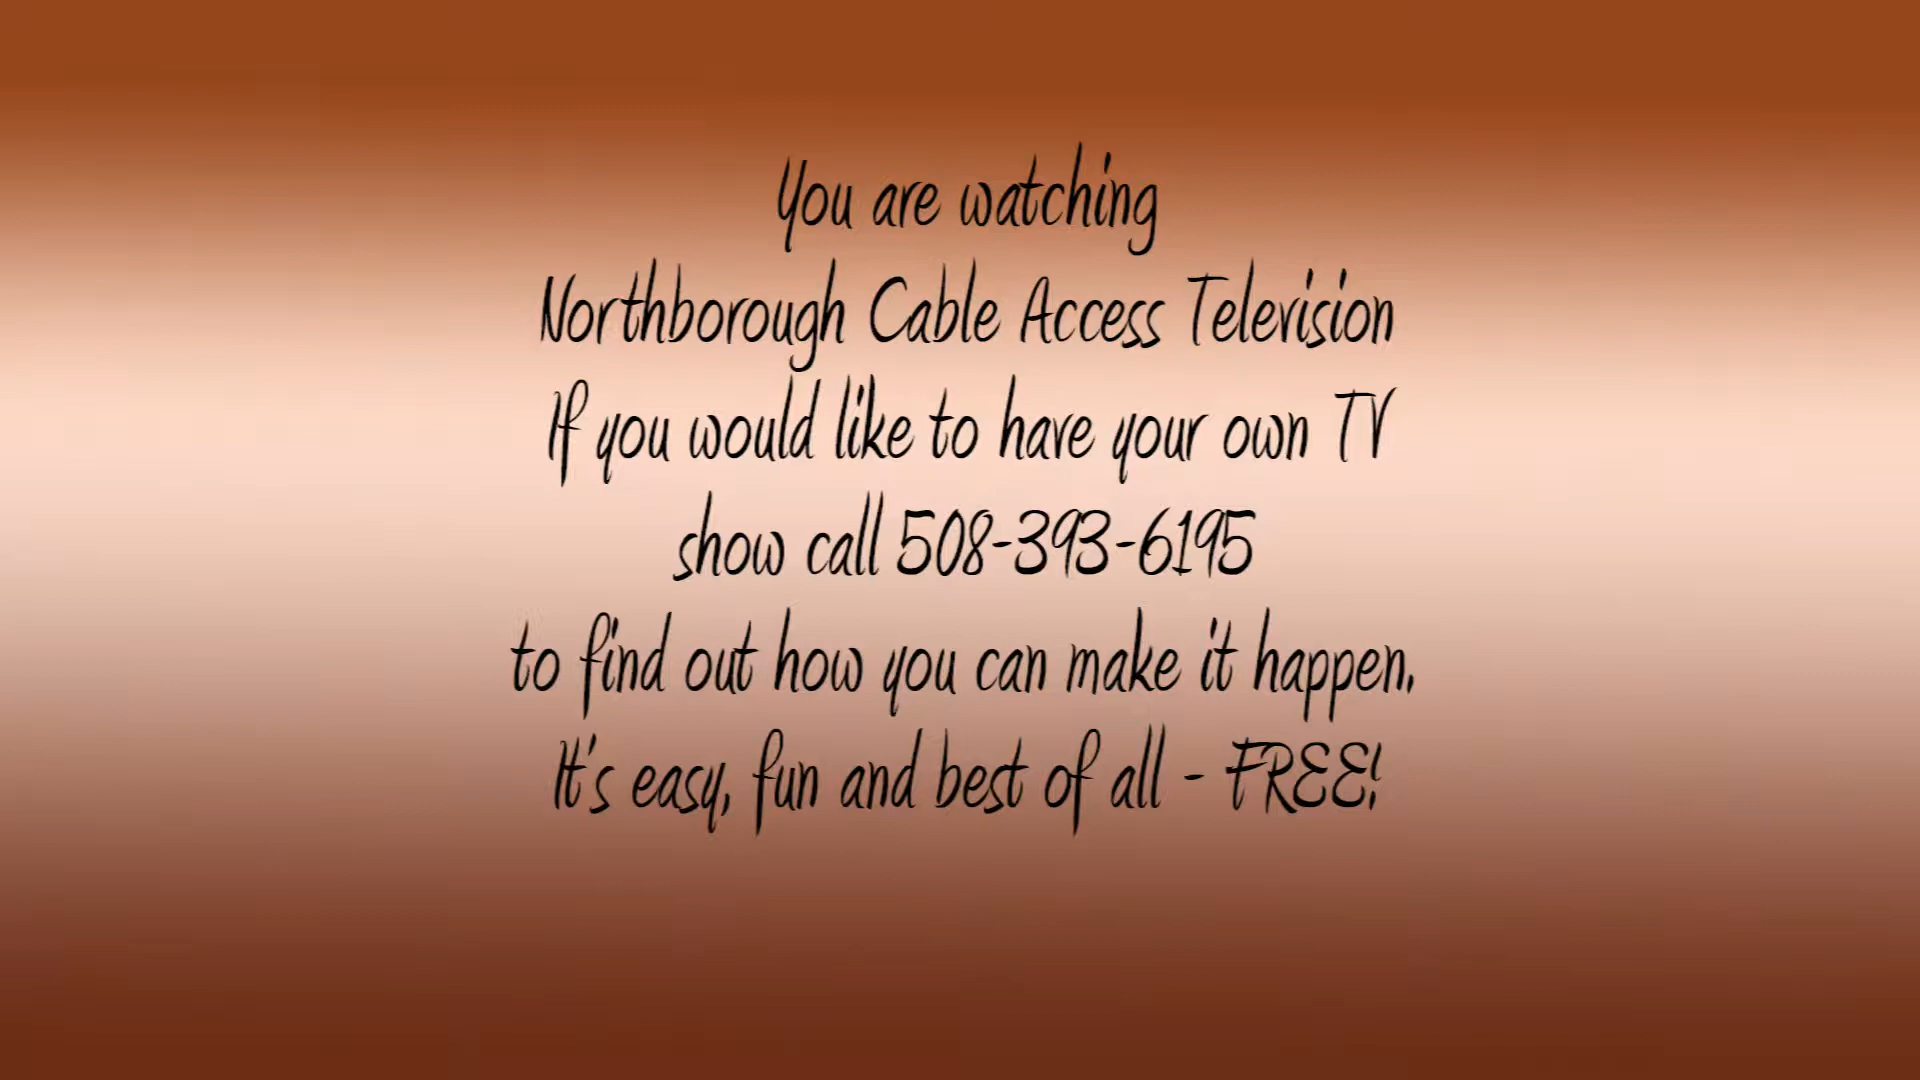 You are watching
Northborough Cable Access Television
If you would like to have your own TV
show call 508-393-6195
to find out how you can make it happen.
It's easy, fun and best of all - FREE!